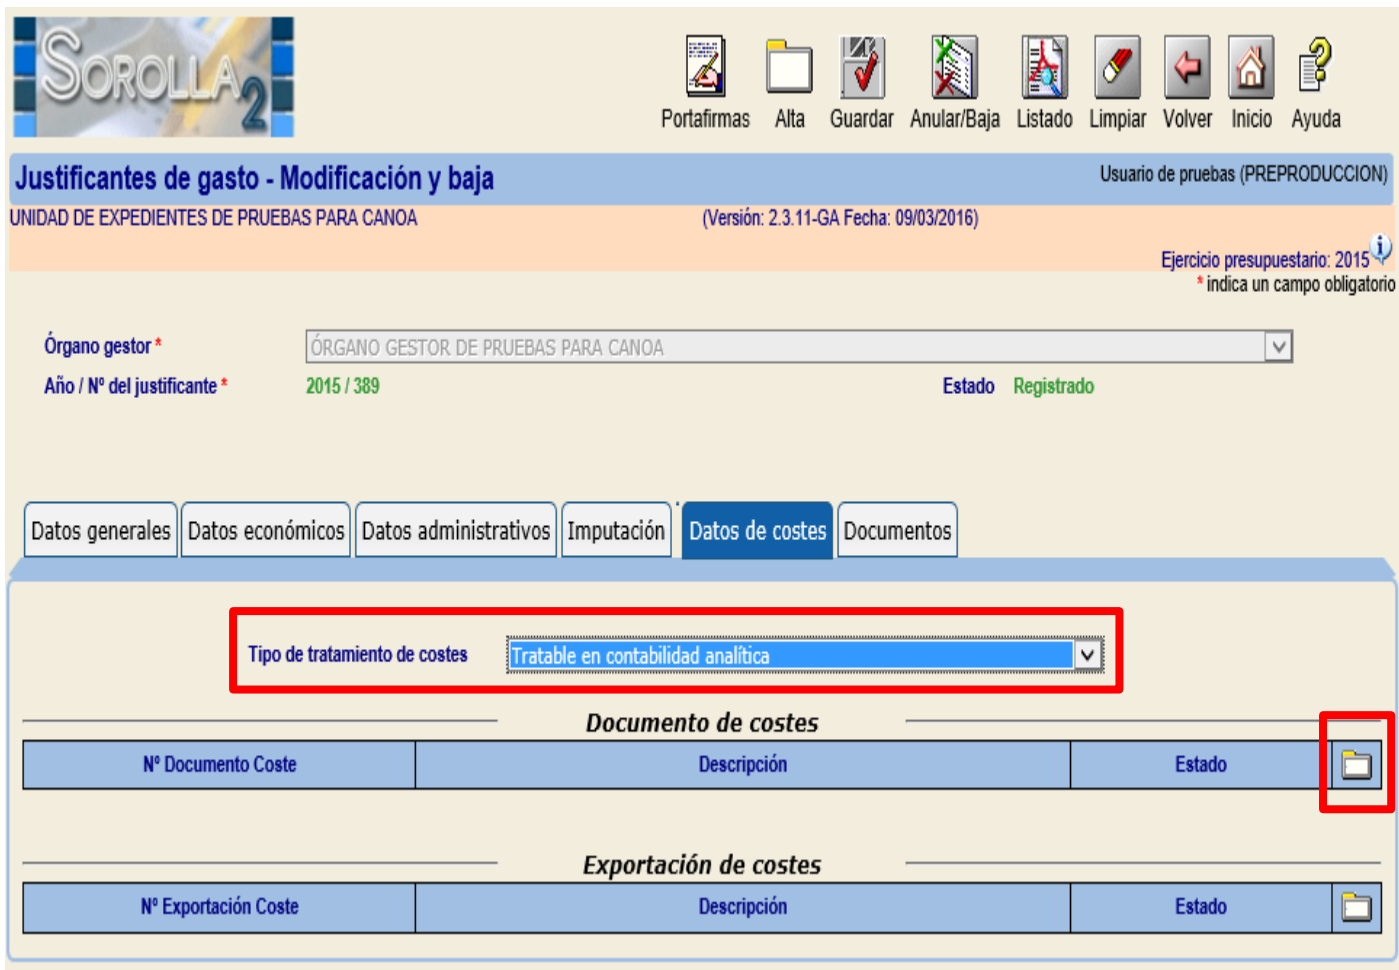 SOROLLA2
Portafirmas Alta Guardar Anular/Baja Listado Limpiar Volver Inicio Ayuda
Justificantes de gasto - Modificación y baja
Usuario de pruebas (PREPRODUCCION)
UNIDAD DE EXPEDIENTES DE PRUEBAS PARA CANOA (Versión: 2.3.11-GA Fecha: 09/03/2016)
Ejercicio presupuestario: 2015
* indica un campo obligatorio
Órgano gestor * ÓRGANO GESTOR DE PRUEBAS PARA CANOA
Año / Nº del justificante * 2015 / 389 Estado Registrado
Datos generales Datos económicos Datos administrativos Imputación Datos de costes Documentos
Tipo de tratamiento de costes Tratable en contabilidad analítica
Documento de costes
Nº Documento Coste Descripción Estado
Exportación de costes
Nº Exportación Coste Descripción Estado